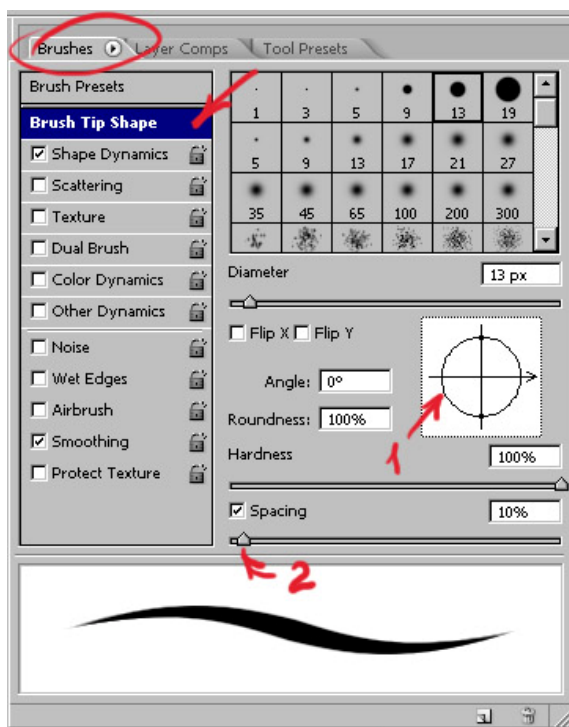 Brushes Layer Comps Tool Presets
Brush Presets
Brush Tip Shape
Shape Dynamics
Scattering
Texture
Dual Brush
Color Dynamics
Other Dynamics
Noise
Wet Edges
Airbrush
Smoothing
Protect Texture
1 3 5 9 13 19
5 9 13 17 21 27
35 45 65 100 200 300
Diameter 13 px
Flip X Flip Y
Angle: 0º
Roundness: 100%
1
Hardness 100%
Spacing 10%
2